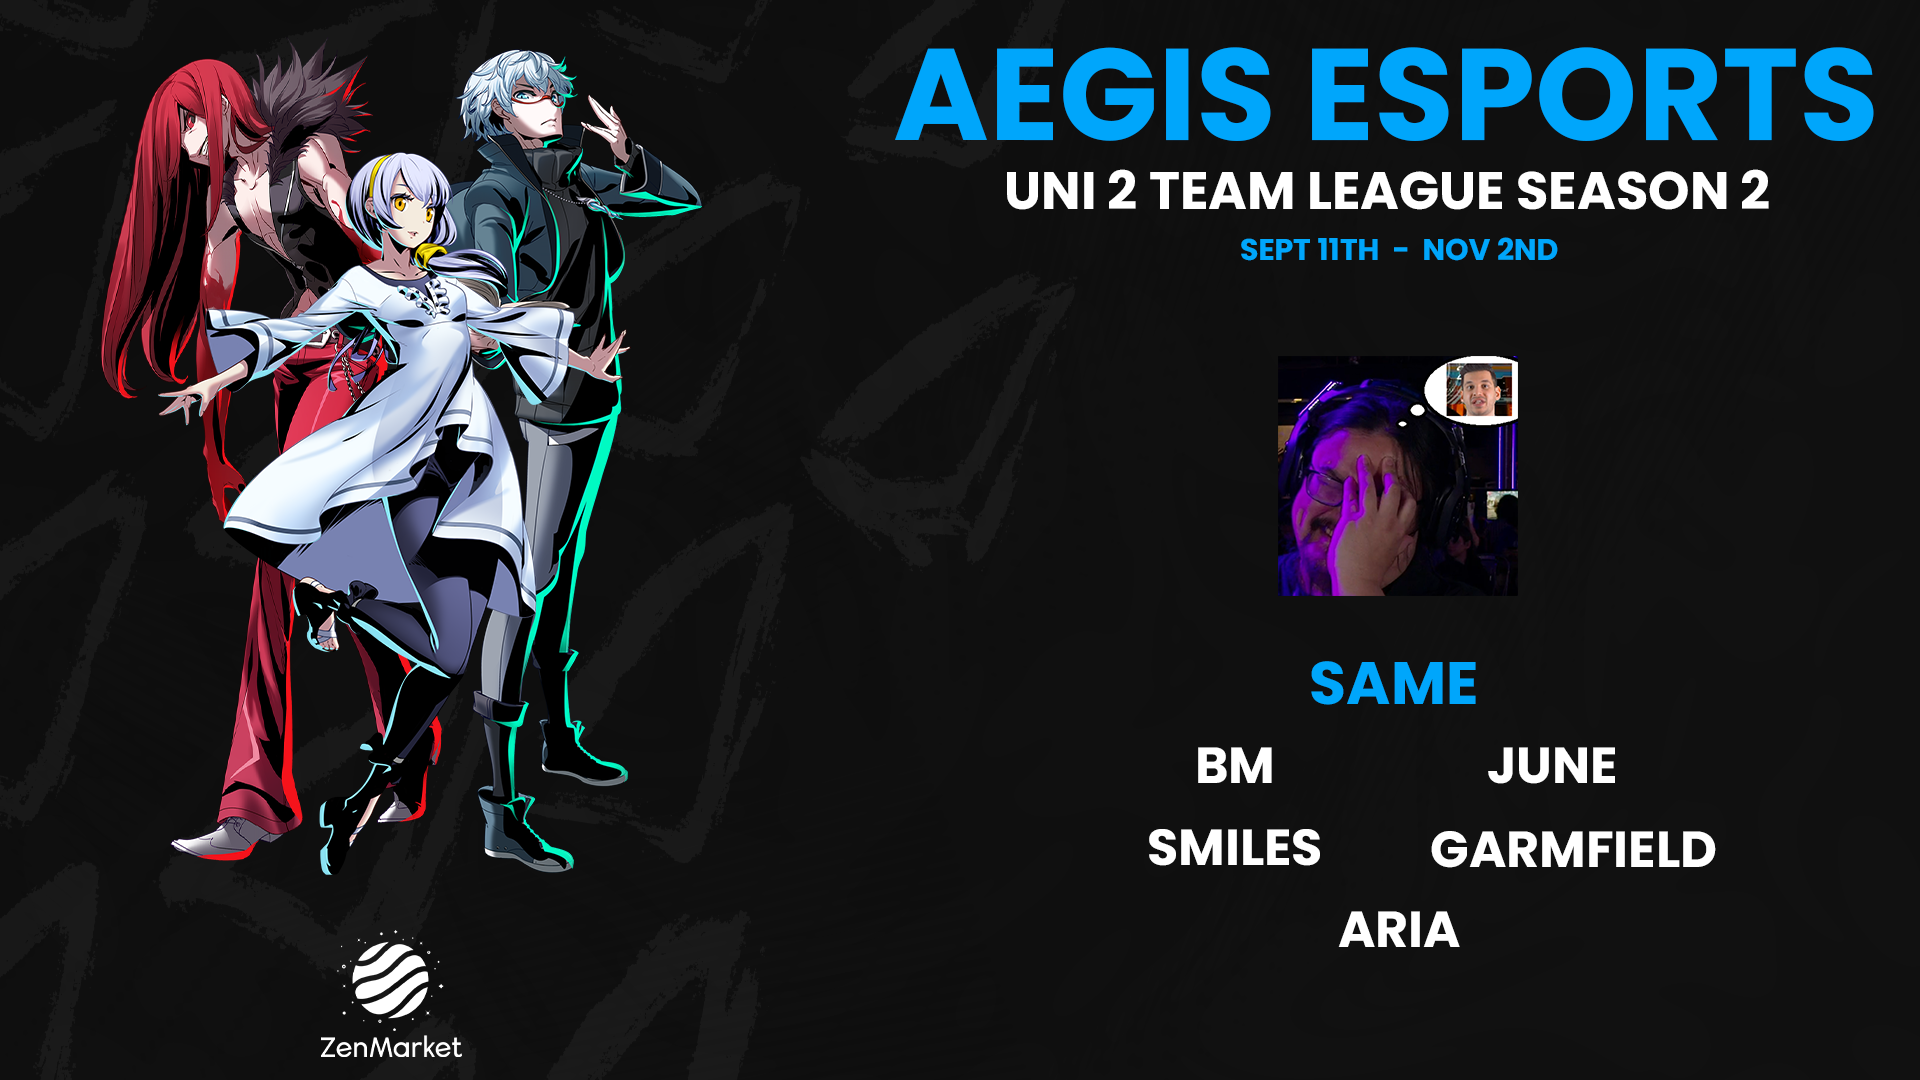 AEGIS ESPORTS
UNI 2 TEAM LEAGUE SEASON 2
SEPT 11TH - NOV 2ND
SAME
BM JUNE
SMILES GARMFIELD
ARIA
ZenMarket